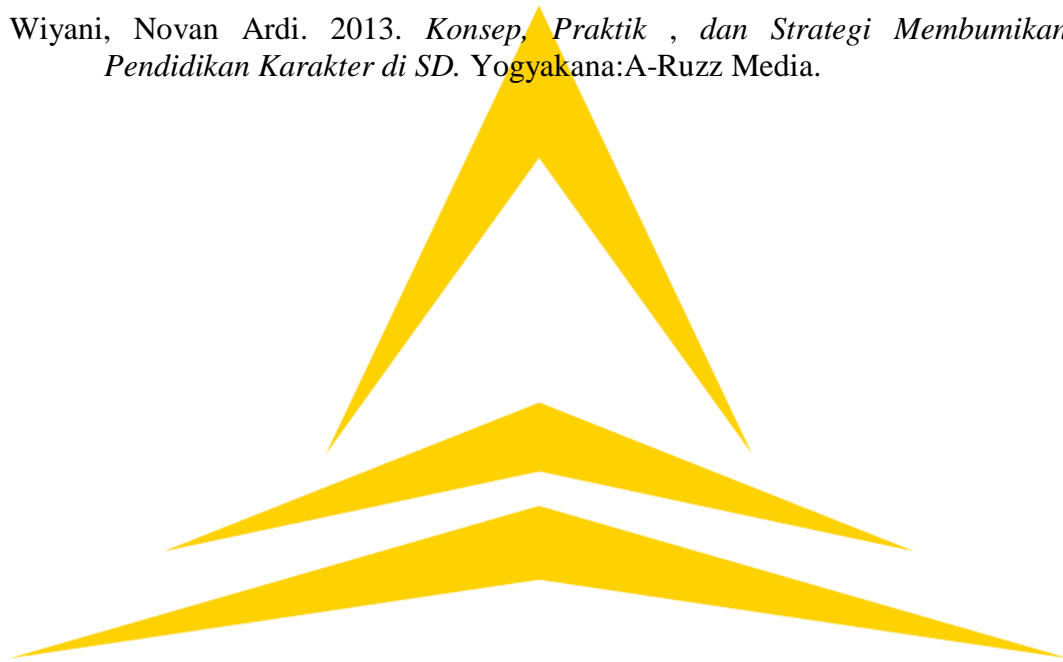 Wiyani, Novan Ardi. 2013. Konsep, Praktik , dan Strategi Membumikan
Pendidikan Karakter di SD. Yogyakana:A-Ruzz Media.